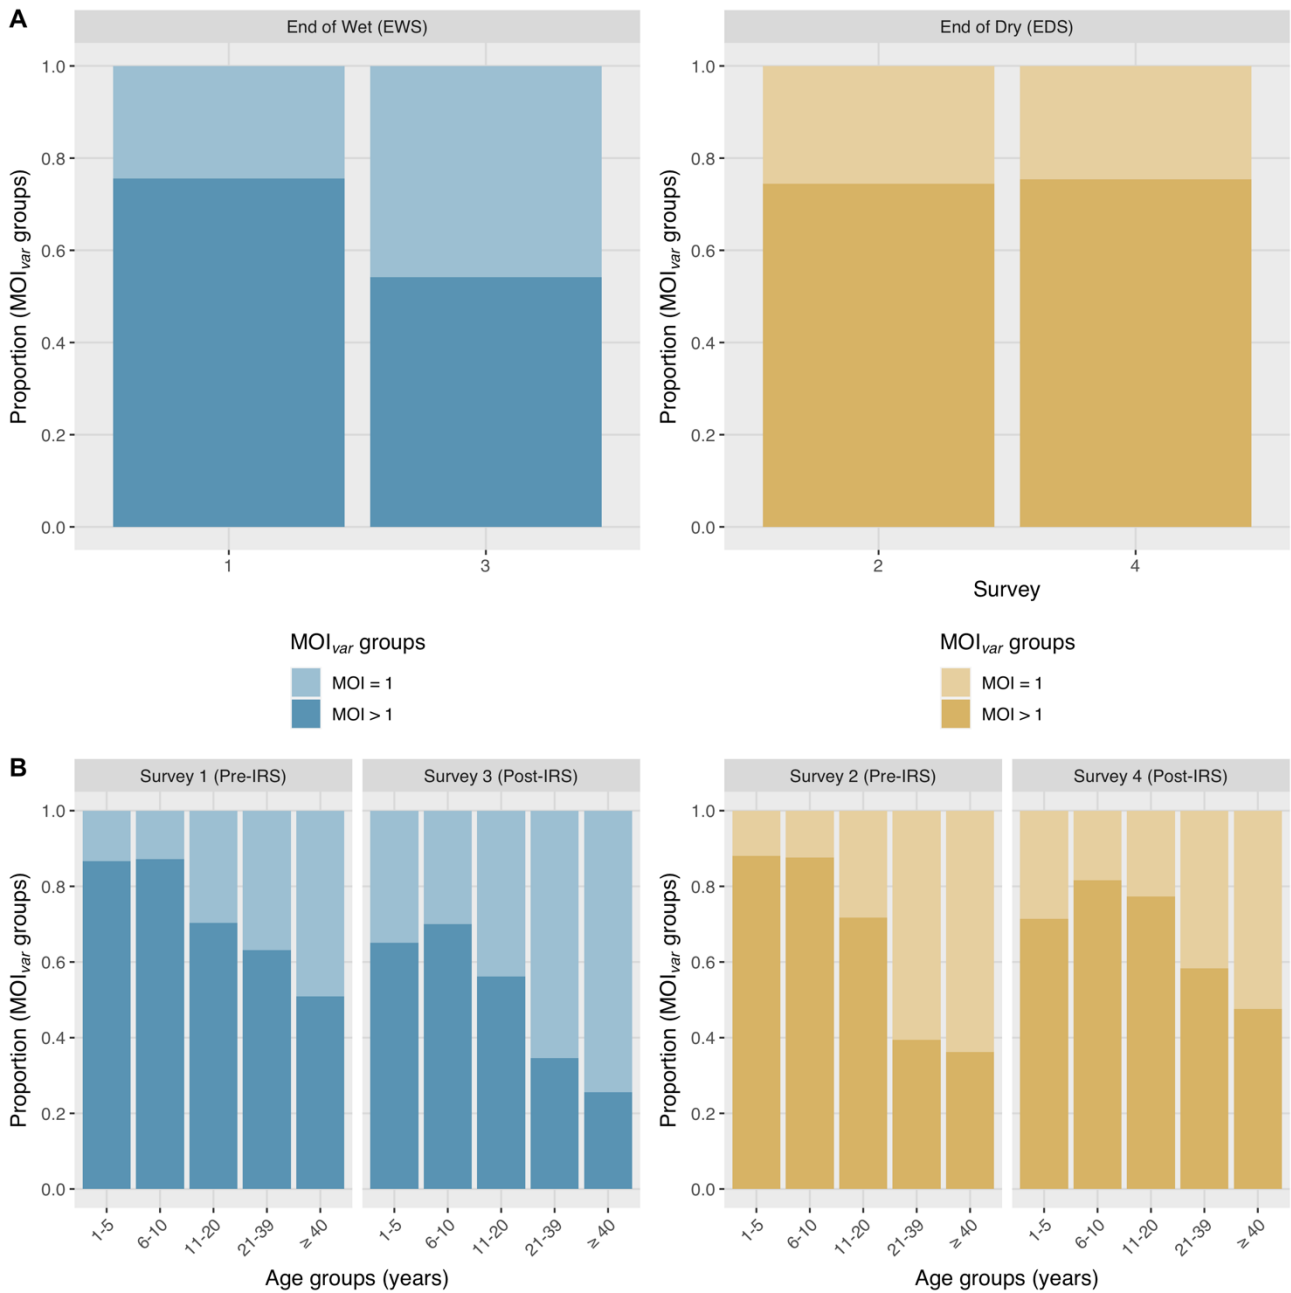 A
End of Wet (EWS)
End of Dry (EDS)
Proportion (MOIvar groups)
1.0
0.8
0.6
0.4
0.2
0.0
1
3
Proportion (MOIvar groups)
1.0
0.8
0.6
0.4
0.2
0.0
2
4
Survey
MOIvar groups
MOI = 1
MOI > 1
MOIvar groups
MOI = 1
MOI > 1
B
Survey 1 (Pre-IRS)
Survey 3 (Post-IRS)
Survey 2 (Pre-IRS)
Survey 4 (Post-IRS)
Proportion (MOIvar groups)
1.0
0.8
0.6
0.4
0.2
0.0
1-5
6-10
11-20
21-39
≥ 40
1-5
6-10
11-20
21-39
≥ 40
Age groups (years)
Proportion (MOIvar groups)
1.0
0.8
0.6
0.4
0.2
0.0
1-5
6-10
11-20
21-39
≥ 40
1-5
6-10
11-20
21-39
≥ 40
Age groups (years)